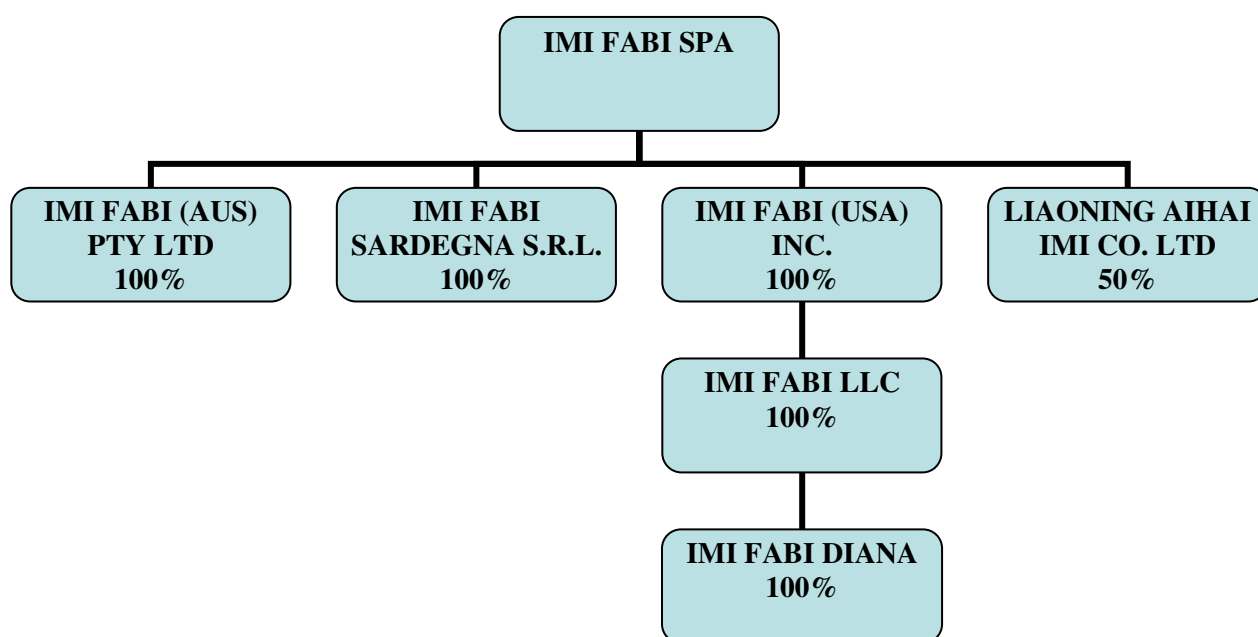 IMI FABI SPA
IMI FABI (AUS)
PTY LTD
100%
IMI FABI
SARDEGNA S.R.L.
100%
IMI FABI (USA)
INC.
100%
LIAONING AIHAI
IMI CO. LTD
50%
IMI FABI LLC
100%
IMI FABI DIANA
100%